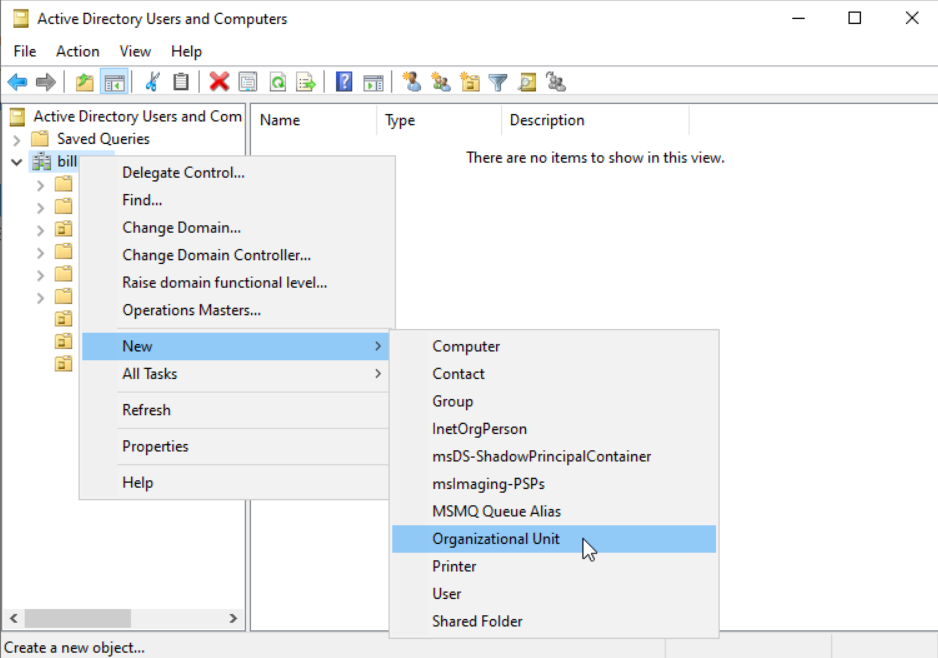 Active Directory Users and Computers
File Action View Help
Active Directory Users and Com
Saved Queries
bill
Name Type Description
There are no items to show in this view.
Delegate Control...
Find...
Change Domain...
Change Domain Controller...
Raise domain functional level...
Operations Masters...
New
All Tasks
Refresh
Properties
Help
Computer
Contact
Group
InetOrgPerson
msDS-ShadowPrincipalContainer
msImaging-PSPs
MSMQ Queue Alias
Organizational Unit
Printer
User
Shared Folder
Create a new object...